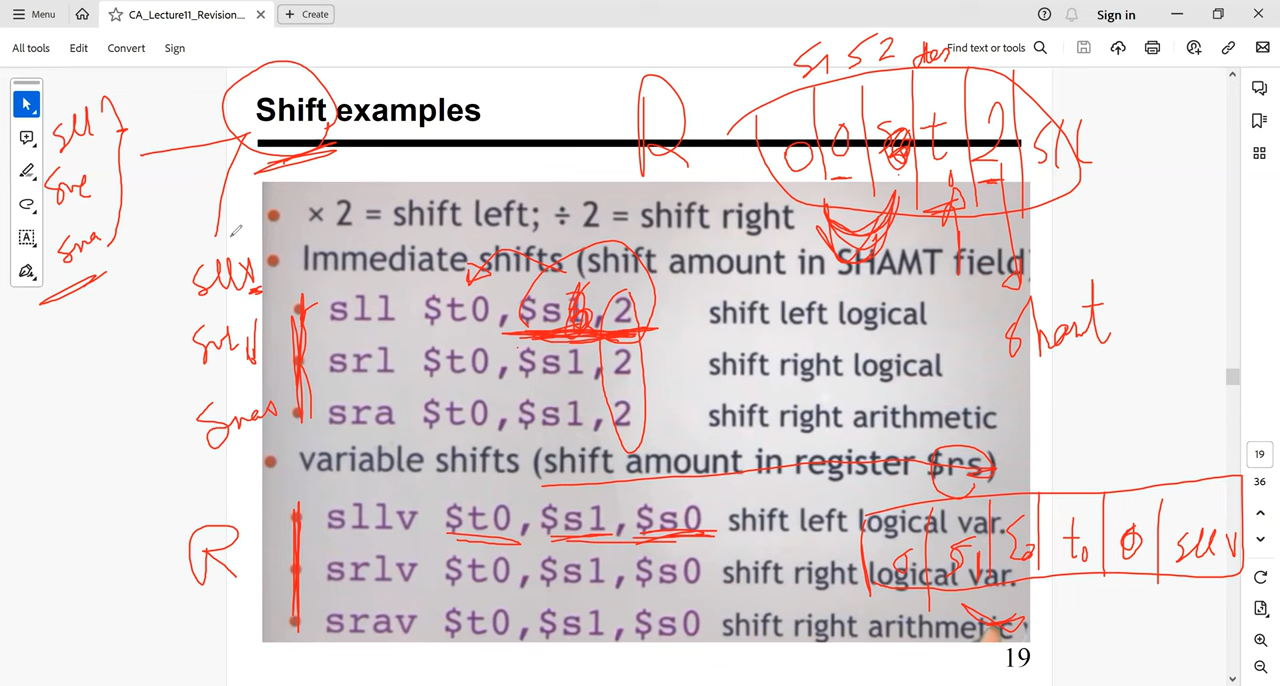 Menu
CA_Lecture11_Revision...
Create
Sign in
All tools
Edit
Convert
Sign
Find text or tools
S1 S2
Shift examples
R
0 0 t 2 Sll
sll
sra
× 2 = shift left; ÷ 2 = shift right
Immediate shifts (shift amount in SHAMT field)
sll $t0,$s1,2 shift left logical
srl $t0,$s1,2 shift right logical
sra $t0,$s1,2 shift right arithmetic
shamt
variable shifts (shift amount in register $rs)
sllv $t0,$s1,$s0 shift left logical var.
srlv $t0,$s1,$s0 shift right logical var.
srav $t0,$s1,$s0 shift right arithmetic
R
0 S1 S0 t0 0 sllv
19
19
36